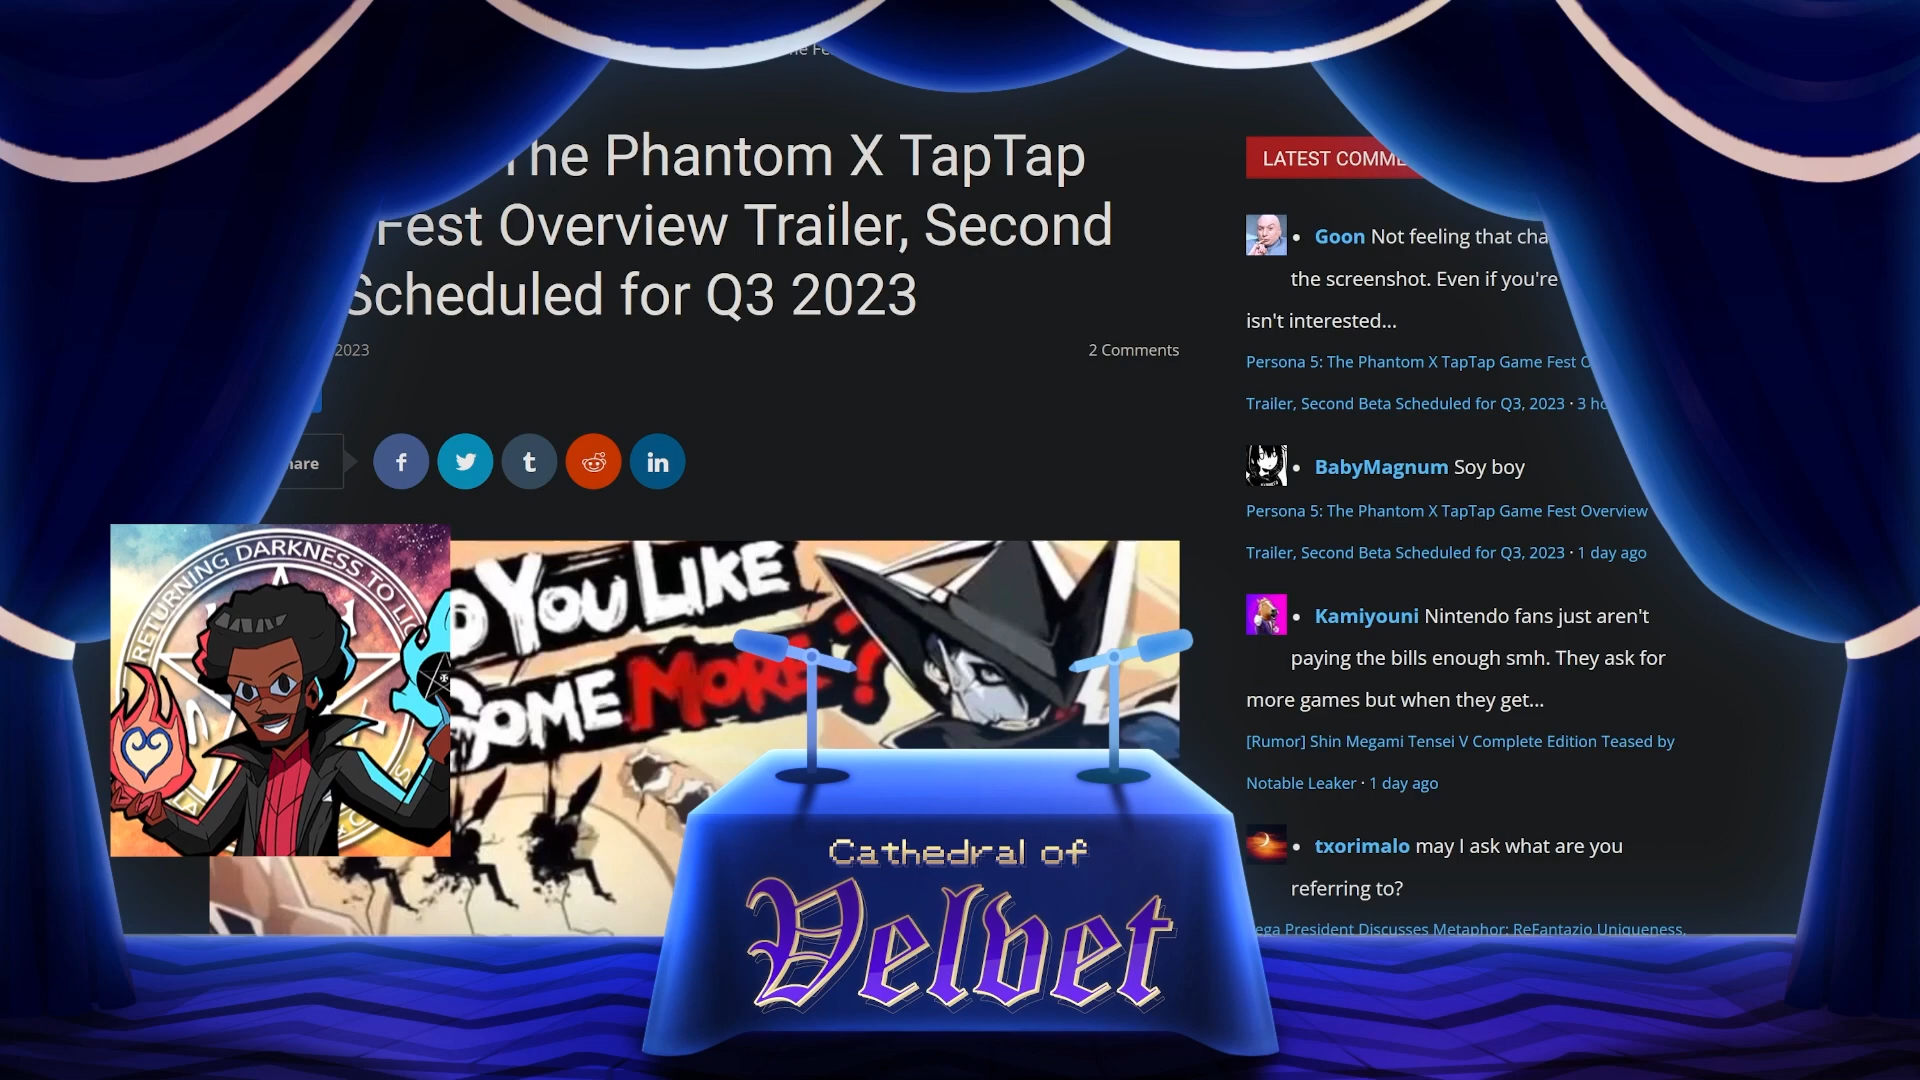 The Phantom X TapTap
Fest Overview Trailer, Second
Scheduled for Q3 2023
2023
2 Comments
LATEST
Goon Not feeling that
the screenshot. Even if you're
isn't interested...
Persona 5: The Phantom X TapTap Game Fest
Trailer, Second Beta Scheduled for Q3, 2023 · 3
BabyMagnum Soy boy
Persona 5: The Phantom X TapTap Game Fest Overview
Trailer, Second Beta Scheduled for Q3, 2023 · 1 day ago
Kamiyouni Nintendo fans just aren't
paying the bills enough smh. They ask for
more games but when they get...
[Rumor] Shin Megami Tensei V Complete Edition Teased by
Notable Leaker · 1 day ago
txorimalo may I ask what are you
referring to?
President Discusses Metaphor: ReFantazio Uniqueness,
RETURNING DARKNESS TO
YOU LIKE
SOME MORE?
Cathedral of
Velvet